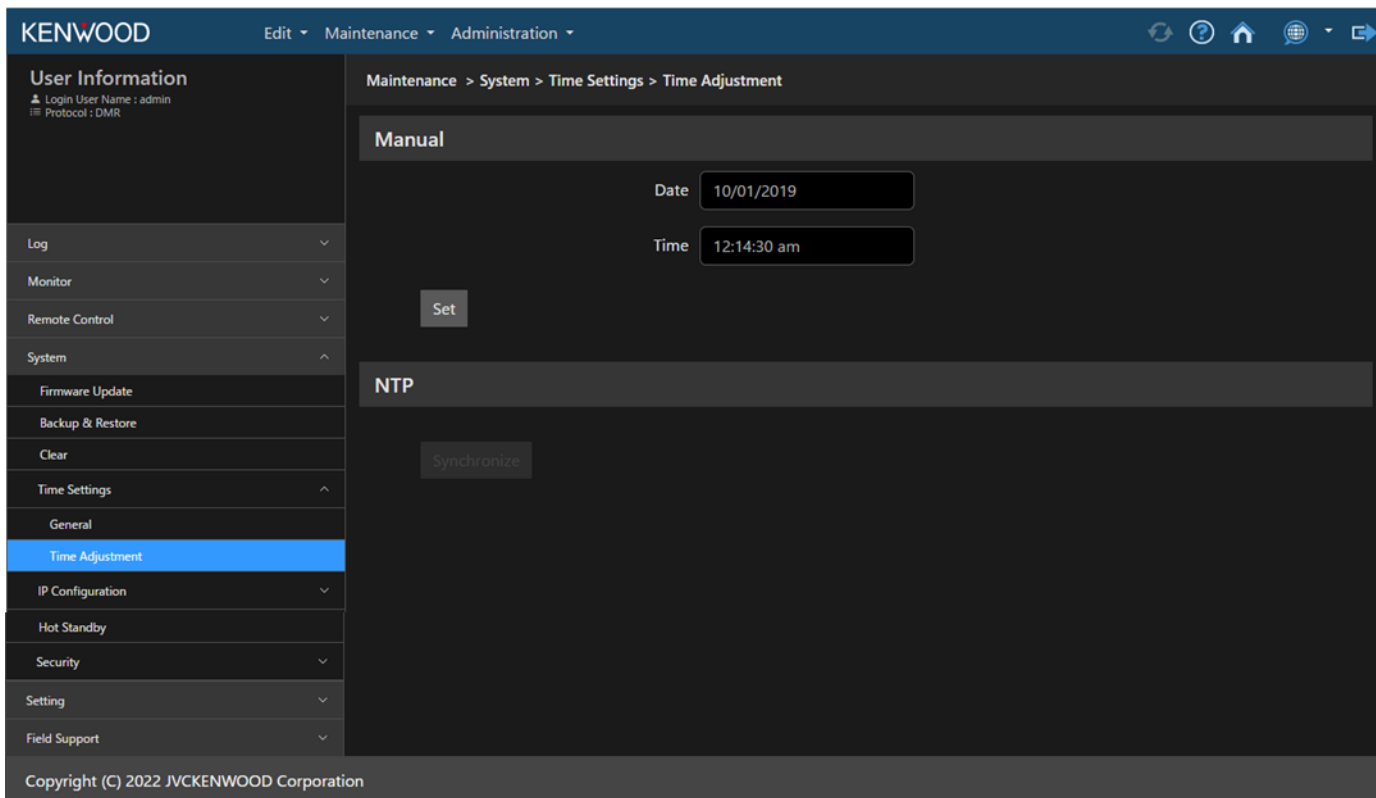 KENWOOD Edit Maintenance Administration
User Information
Login User Name : admin
Protocol : DMR
Log
Monitor
Remote Control
System
Firmware Update
Backup & Restore
Clear
Time Settings
General
Time Adjustment
IP Configuration
Hot Standby
Security
Setting
Field Support
Maintenance > System > Time Settings > Time Adjustment
Manual
Date 10/01/2019
Time 12:14:30 am
Set
NTP
Synchronize
Copyright (C) 2022 JVCKENWOOD Corporation